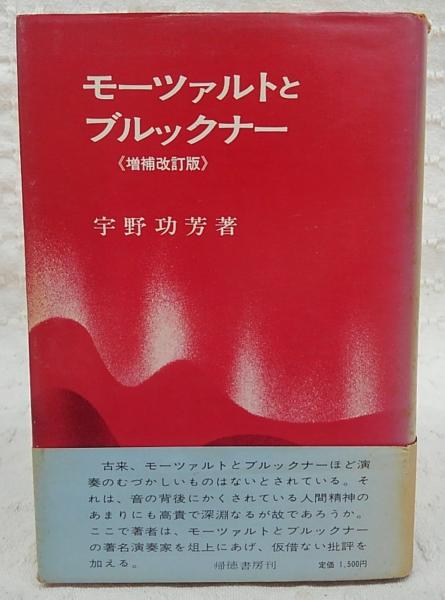 モーツァルトと
ブルックナー
《増補改訂版》
宇野功芳著
古来、モーツァルトとブルックナーほど演
奏のむづかしいものはないとされている。そ
れは、音の背後にかくされている人間精神の
あまりにも高貴で深淵なるが故であろうか。
ここで著者は、モーツァルトとブルックナー
の著名演奏家を俎上にあげ、仮借ない批評を
加える。
帰徳書房刊
定価 1,500円